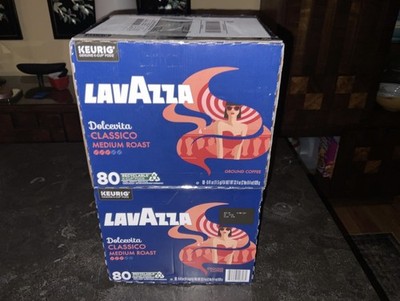 KEURIG
LAVAZZA
Dolcevita
CLASSICO
MEDIUM ROAST
80
GROUND COFFEE
KEURIG
LAVAZZA
Dolcevita
CLASSICO
MEDIUM ROAST
80